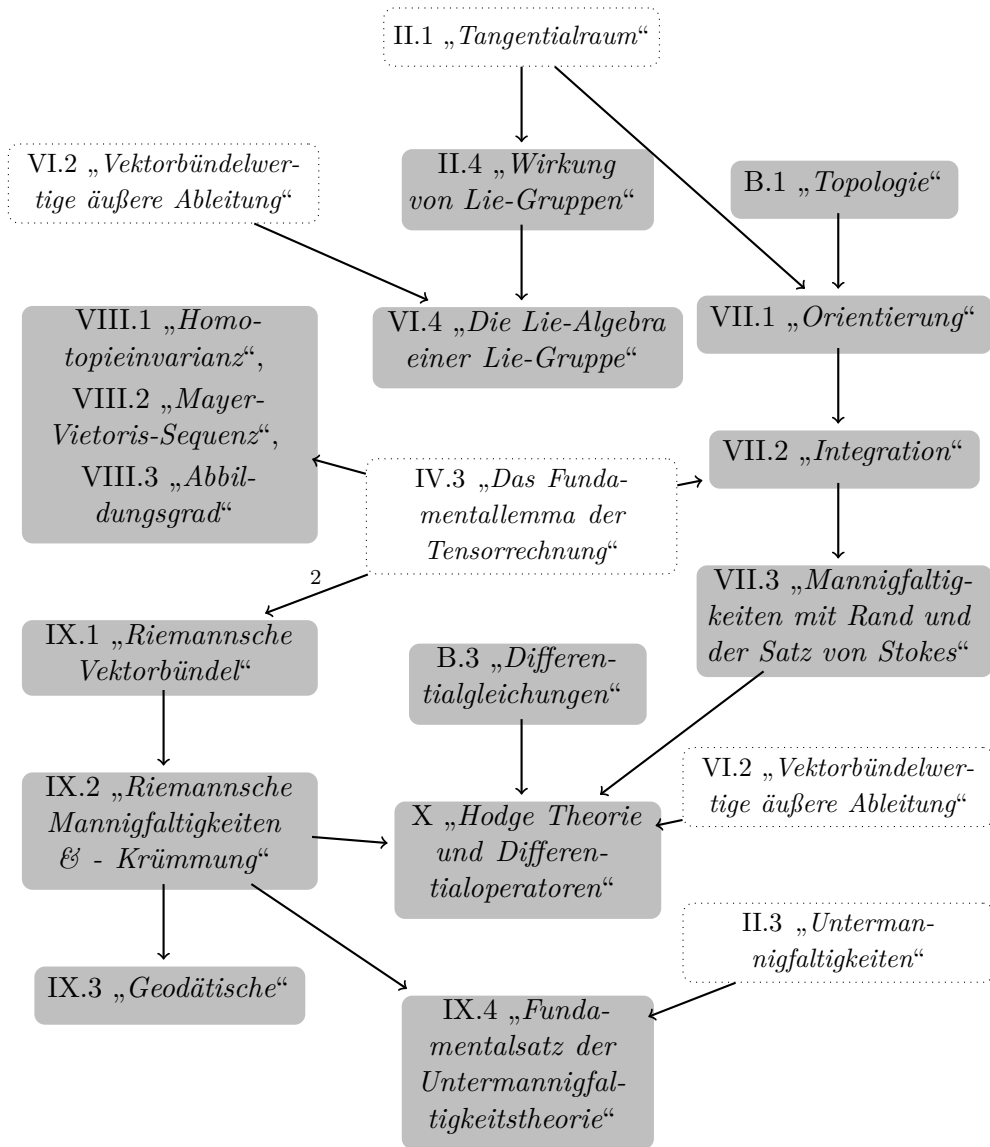 II.1 „Tangentialraum“
VI.2 „Vektorbündelwer-
tige äußere Ableitung“
II.4 „Wirkung
von Lie-Gruppen“
B.1 „Topologie“
VIII.1 „Homo-
topieinvarianz“,
VIII.2 „Mayer-
Vietoris-Sequenz“,
VIII.3 „Abbil-
dungsgrad“
VI.4 „Die Lie-Algebra
einer Lie-Gruppe“
VII.1 „Orientierung“
VII.2 „Integration“
IV.3 „Das Funda-
mentallemma der
Tensorrechnung“
2
VII.3 „Mannigfaltig-
keiten mit Rand und
der Satz von Stokes“
IX.1 „Riemannsche
Vektorbündel“
B.3 „Differen-
tialgleichungen“
VI.2 „Vektorbündelwer-
tige äußere Ableitung“
IX.2 „Riemannsche
Mannigfaltigkeiten
& - Krümmung“
X „Hodge Theorie
und Differen-
tialoperatoren“
II.3 „Unterman-
nigfaltigkeiten“
IX.3 „Geodätische“
IX.4 „Funda-
mentalsatz der
Untermannigfal-
tigkeitstheorie“